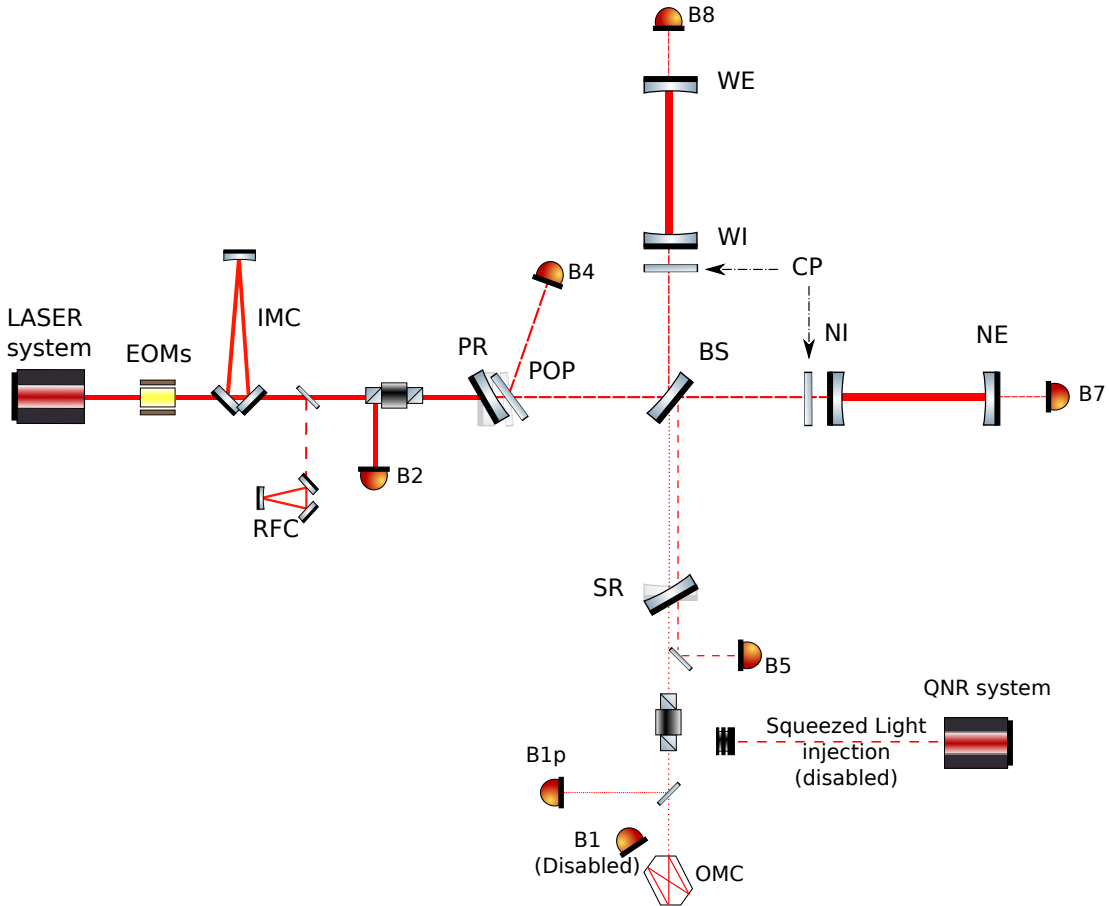 B8
WE
WI
CP
B4
LASER
system
EOMs
IMC
PR
POP
BS
NI
NE
B7
B2
RFC
SR
B5
QNR system
Squeezed Light
injection
(disabled)
B1p
B1
(Disabled)
OMC